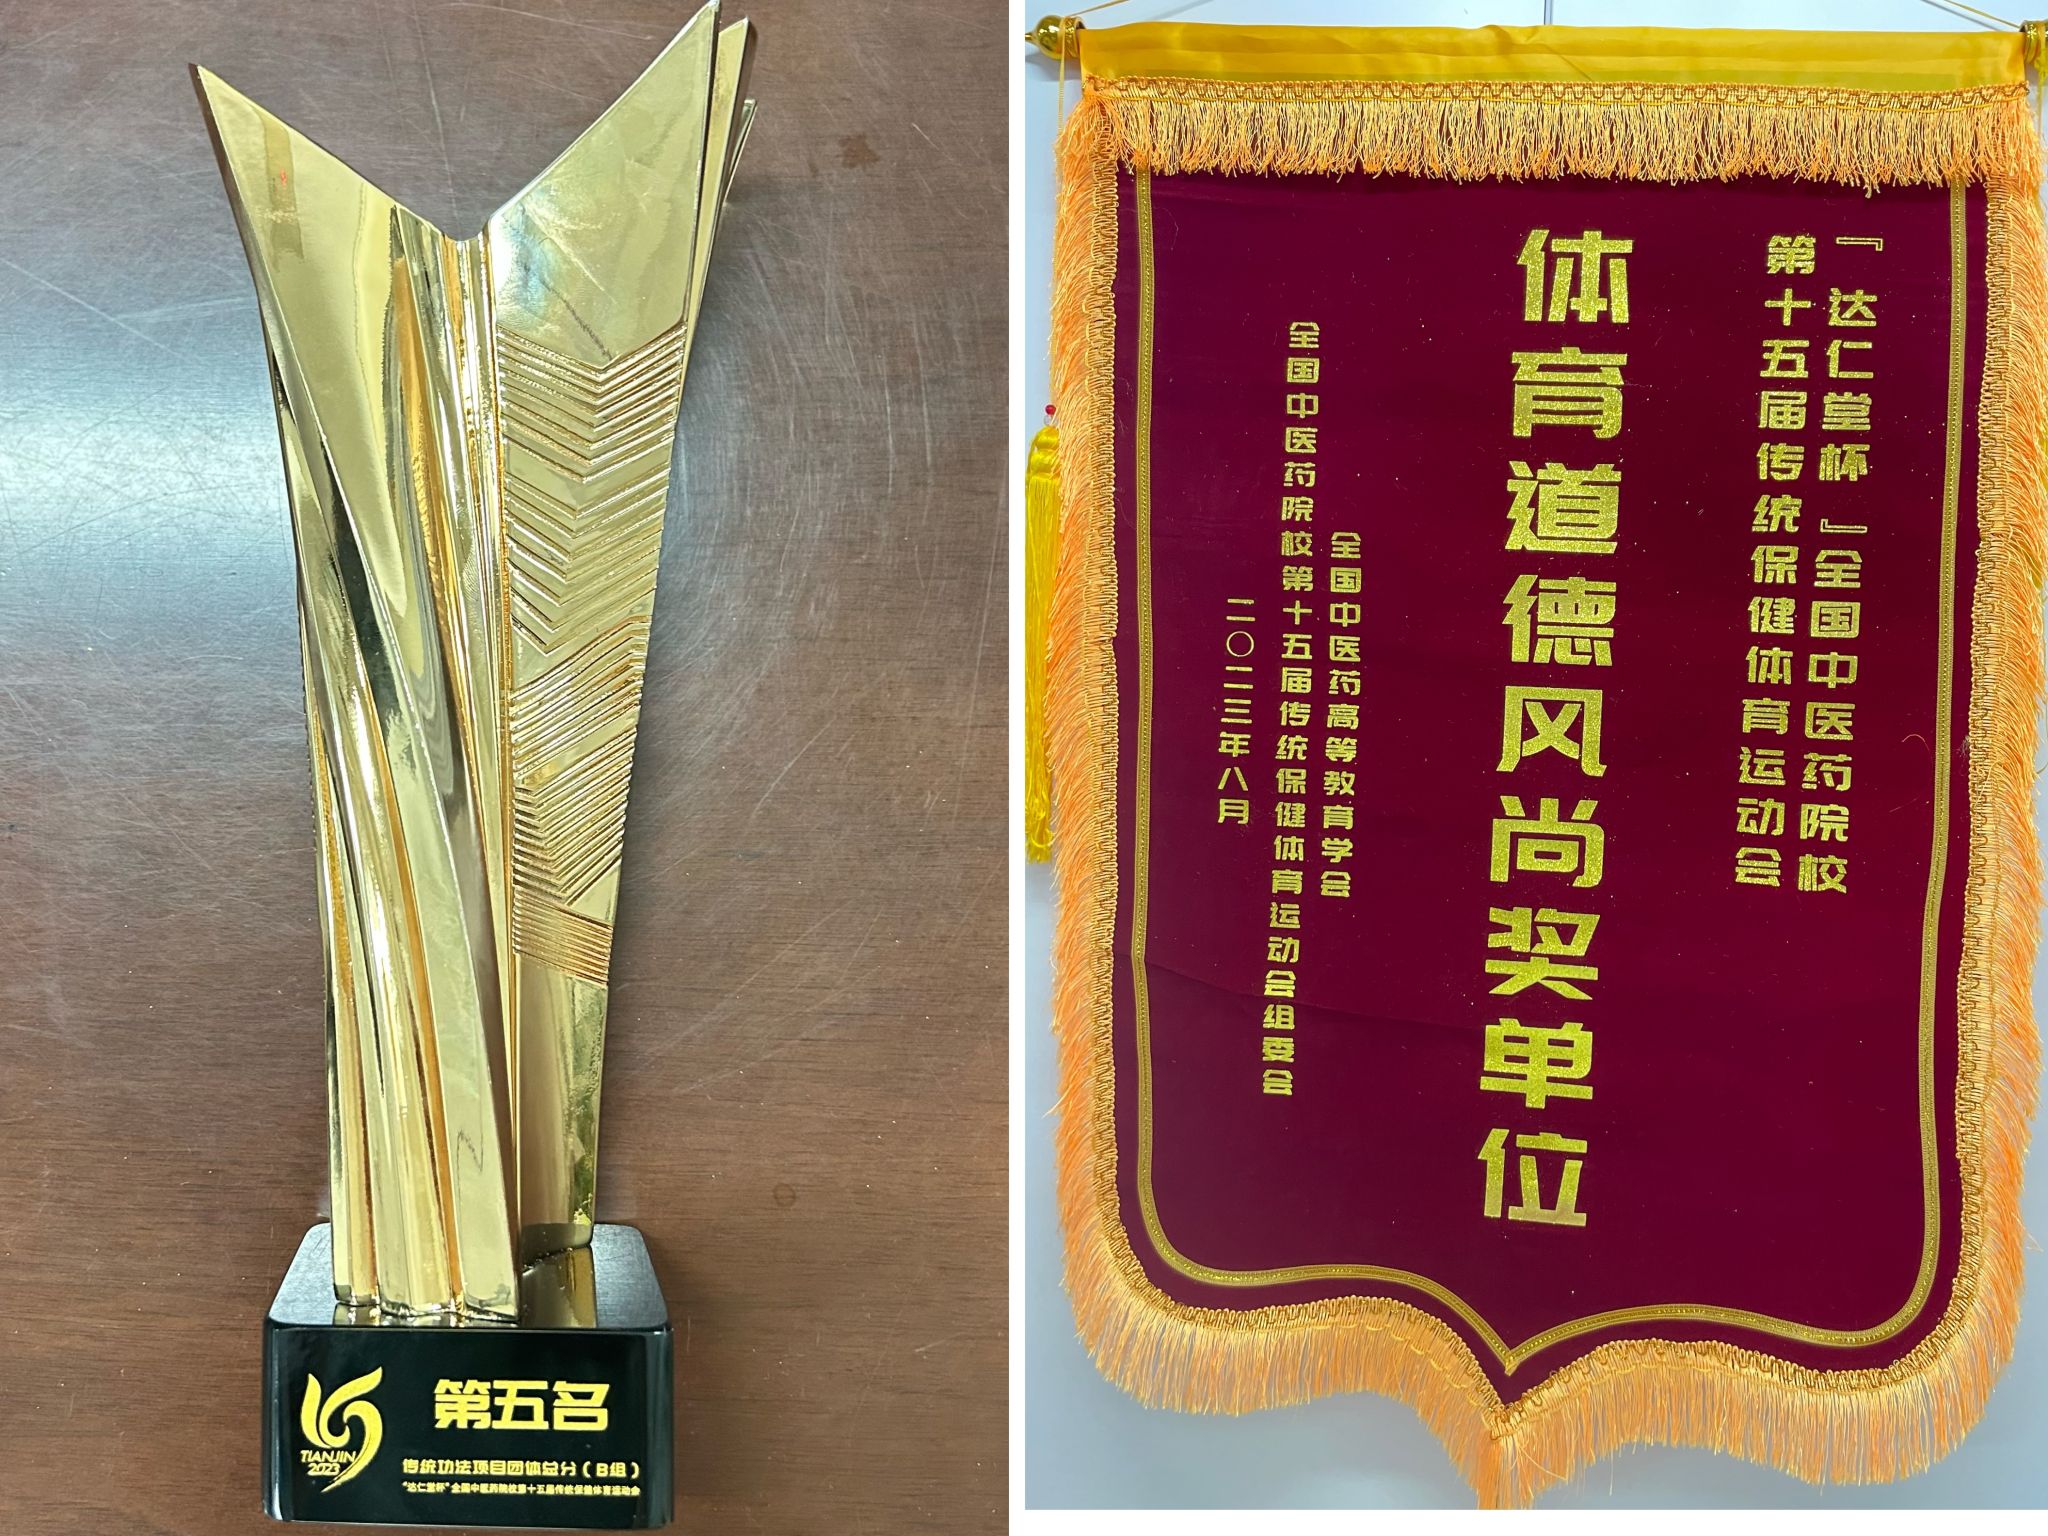 第五名
TIANJIN
2023
传统功法项目团体总分（B组）
"达仁堂杯"全国中医药院校第十五届传统保健体育运动会
『达仁堂杯』全国中医药院校
第十五届传统保健体育运动会
体育道德风尚奖单位
全国中医药高等教育学会
全国中医药院校第十五届传统保健体育运动会组委会
二〇二三年八月